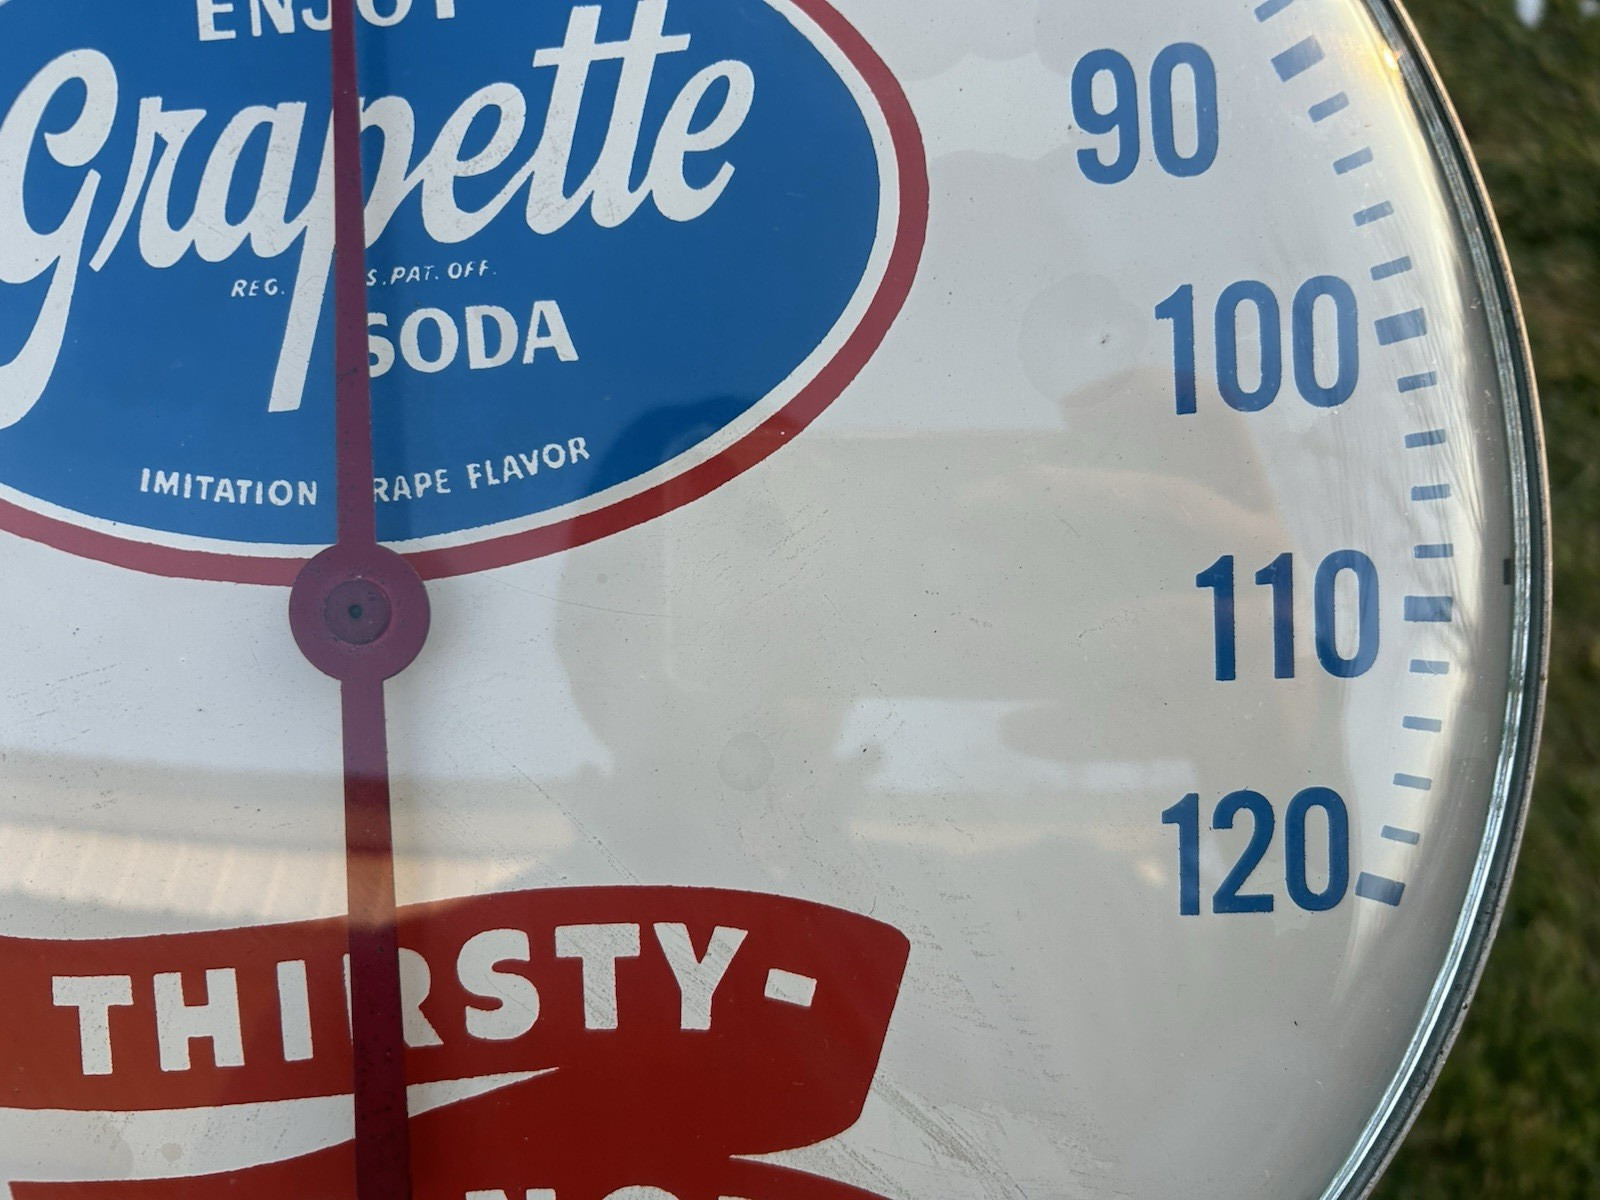 ENJOY
Grapette
REG. S. PAT. OFF.
SODA
IMITATION RAPE FLAVOR
THIRSTY-
90
100
110
120